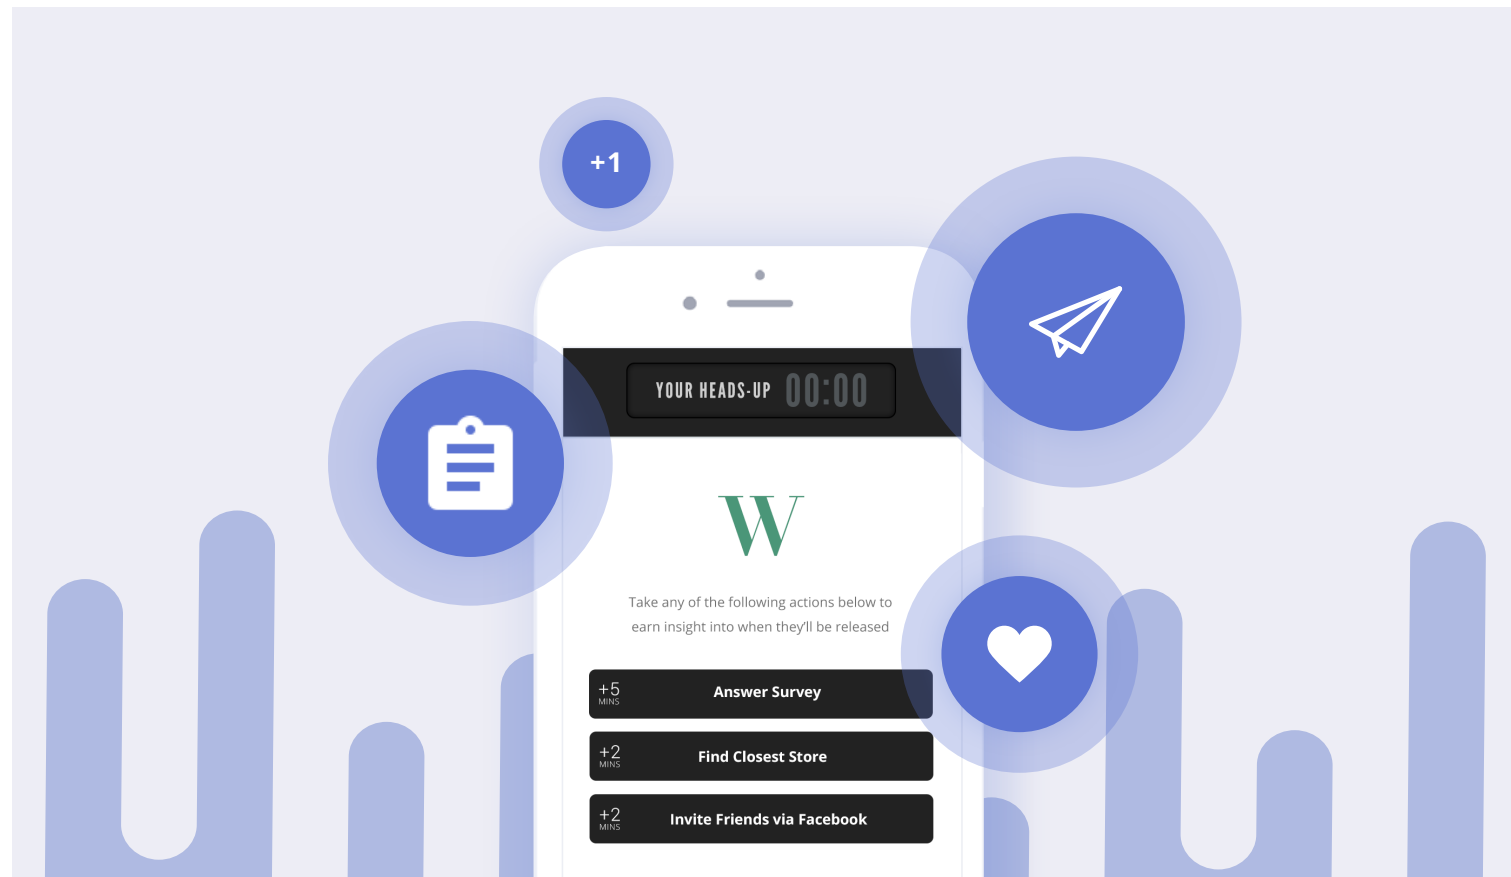 +1
YOUR HEADS-UP 00:00
W
Take any of the following actions below to
earn insight into when they’ll be released
+5
MINS
Answer Survey
+2
MINS
Find Closest Store
+2
MINS
Invite Friends via Facebook